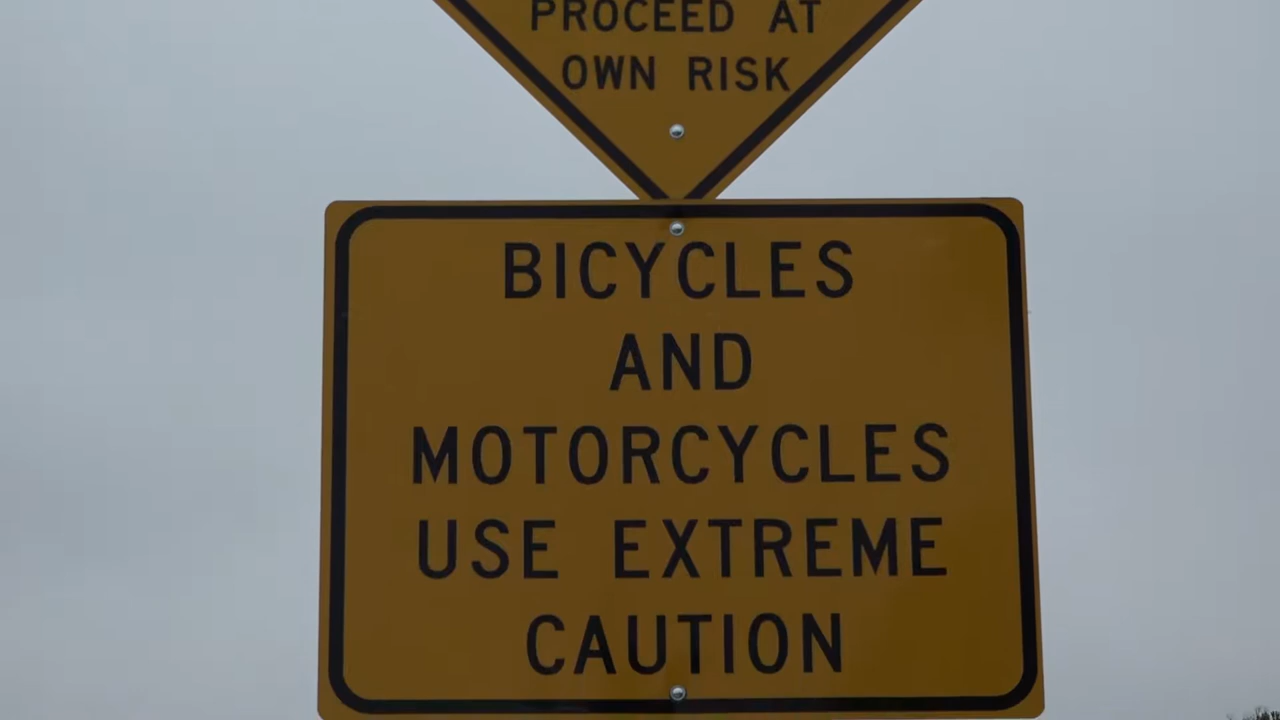 PROCEED AT
OWN RISK
BICYCLES
AND
MOTORCYCLES
USE EXTREME
CAUTION